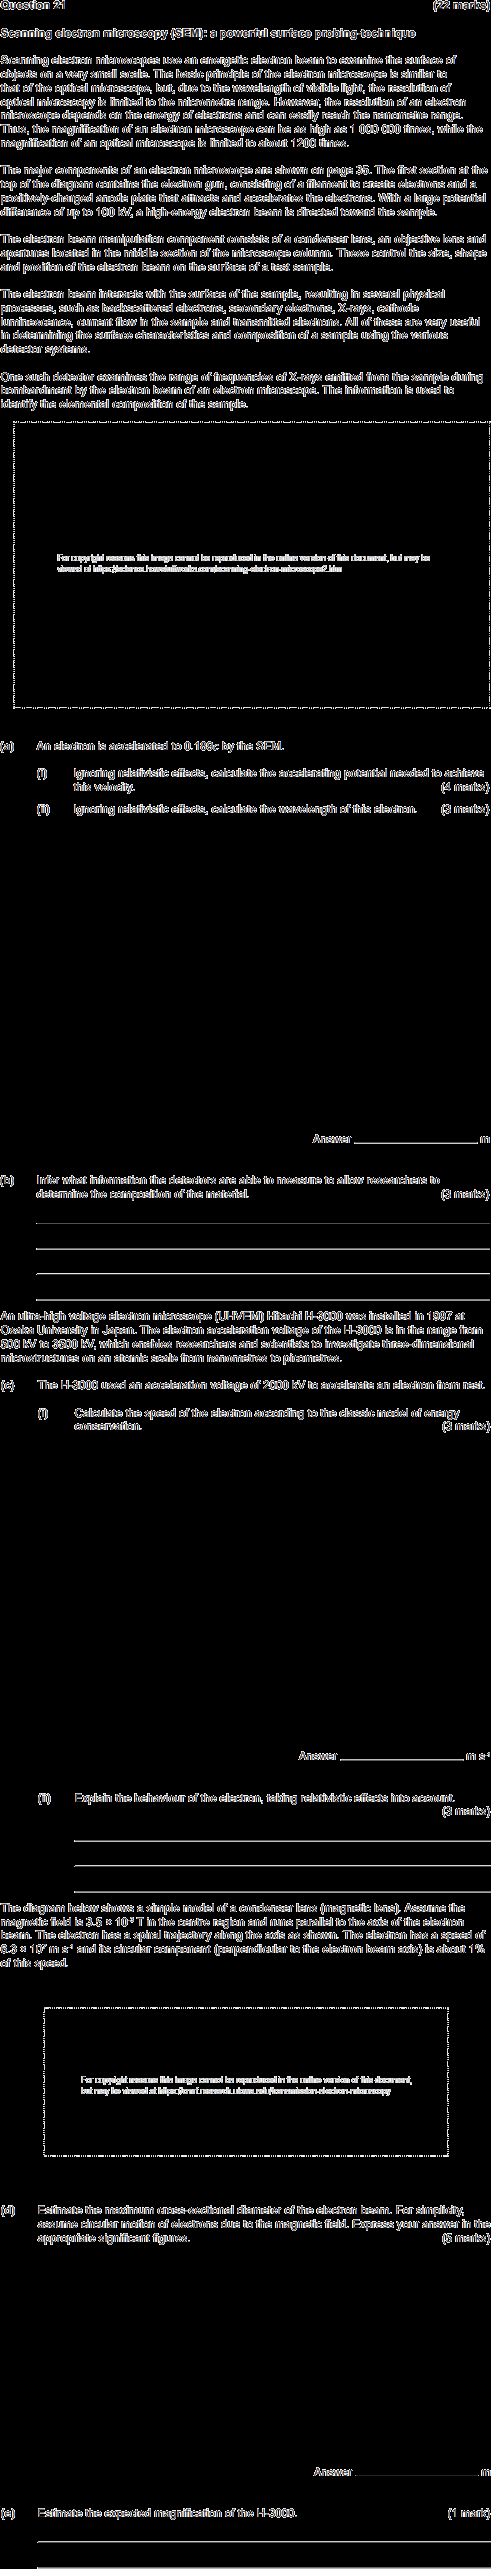 Question 21 (22 marks)
Scanning electron microscopy (SEM): a powerful surface probing-technique
Scanning electron microscopes use an energetic electron beam to examine the surface of
objects on a very small scale. The basic principle of the electron microscope is similar to
that of the optical microscope, but, due to the wavelength of visible light, the resolution of
optical microscopy is limited to the micrometre range. However, the resolution of an electron
microscope depends on the energy of electrons and can easily reach the nanometre range.
Thus, the magnification of an electron microscope can be as high as 1 000 000 times, while the
magnification of an optical microscope is limited to about 1200 times.
The major components of an electron microscope are shown on page 35. The first section at the
top of the diagram contains the electron gun, consisting of a filament to create electrons and a
positively-charged anode plate that attracts and accelerates the electrons. With a large potential
difference of up to 100 kV, a high-energy electron beam is directed toward the sample.
The electron beam manipulation component consists of a condenser lens, an objective lens and
apertures located in the middle section of the microscope column. These control the size, shape
and position of the electron beam on the surface of a test sample.
The electron beam interacts with the surface of the sample, resulting in several physical
processes, such as backscattered electrons, secondary electrons, X-rays, cathode
luminescence, current flow in the sample and transmitted electrons. All of these are very useful
in determining the surface characteristics and composition of a sample using the various
detector systems.
One such detector examines the range of frequencies of X-rays emitted from the sample during
bombardment by the electron beam of an electron microscope. The information is used to
identify the elemental composition of the sample.
For copyright reasons this image cannot be reproduced in the online version of this document, but may be
viewed at https://science.howstuffworks.com/scanning-electron-microscope2.htm
(a) An electron is accelerated to by the SEM.
(i) Ignoring relativistic effects, calculate the accelerating potential needed to achieve
this velocity. (4 marks)
(ii) Ignoring relativistic effects, calculate the wavelength of this electron. (3 marks)
Answer m
(b) Infer what information the detectors are able to measure to allow researchers to
determine the composition of the material. (3 marks)
An ultra-high voltage electron microscope (UHVEM) Hitachi H-3000 was installed in 1997 at
Osaka University in Japan. The electron acceleration voltage of the H-3000 is in the range from
500 kV to 3500 kV, which enables researchers and scientists to investigate three-dimensional
microstructures on an atomic scale from nanometres to picometres.
(c) The H-3000 used an acceleration voltage of 2000 kV to accelerate an electron from rest.
(i) Calculate the speed of the electron according to the classic model of energy
conservation. (3 marks)
Answer m s⁻¹
(ii) Explain the behaviour of the electron, taking relativistic effects into account.
(3 marks)
The diagram below shows a simple model of a condenser lens (magnetic lens). Assume the
magnetic field is T in the centre region and runs parallel to the axis of the electron
beam. The electron has a spiral trajectory along the axis as shown. The electron has a speed of
m s⁻¹ and its circular component (perpendicular to the electron beam axis) is about 1%
of this speed.
For copyright reasons this image cannot be reproduced in the online version of this document,
but may be viewed at
(d) Estimate the maximum cross-sectional diameter of the electron beam. For simplicity,
assume circular motion of electrons due to the magnetic field. Express your answer in the
appropriate significant figures. (5 marks)
Answer m
(e) Estimate the expected magnification of the H-3000. (1 mark)